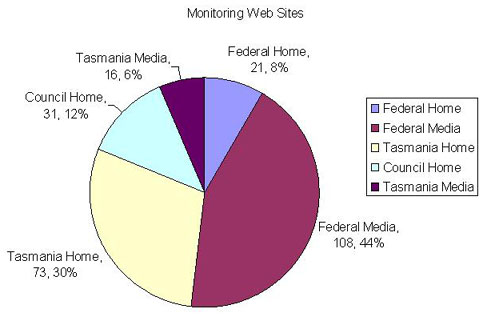 Monitoring Web Sites
Tasmania Media,
16, 6%
Federal Home,
21, 8%
Council Home,
31, 12%
Federal Home
Federal Media
Tasmania Home
Council Home
Tasmania Media
Federal Media,
108, 44%
Tasmania Home,
73, 30%